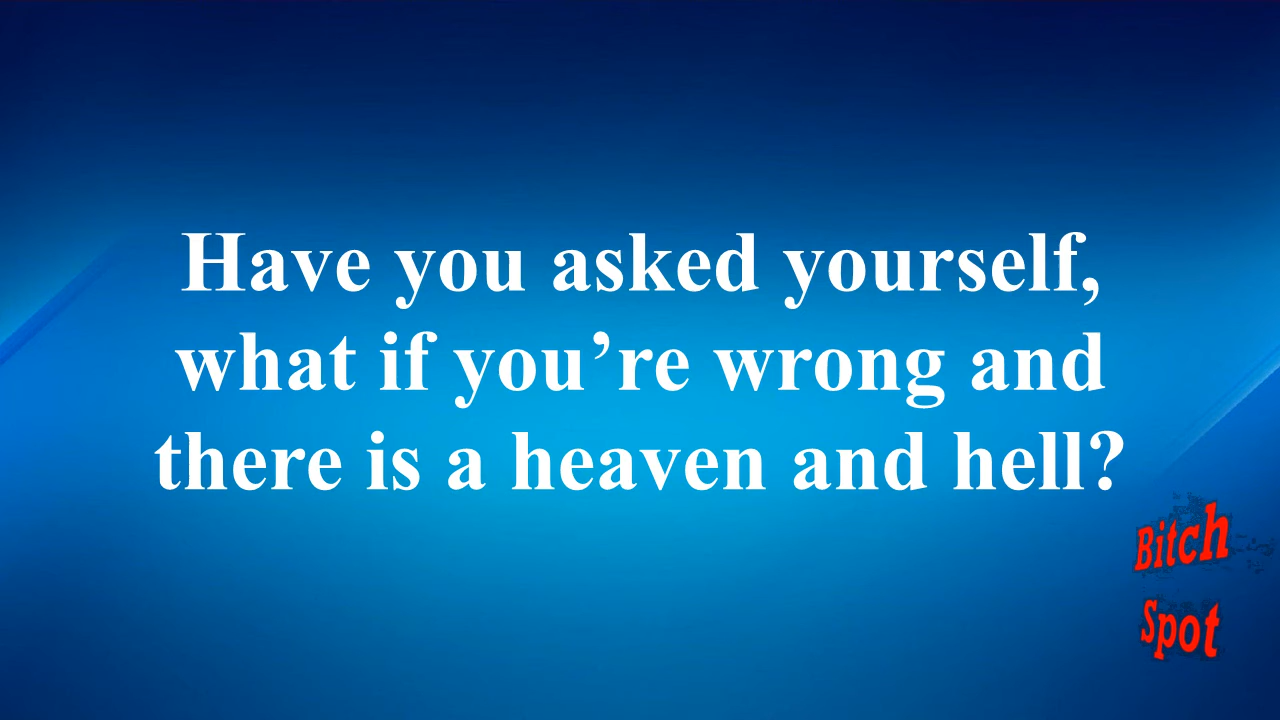 Have you asked yourself,
what if you’re wrong and
there is a heaven and hell?
Bitch
Spot